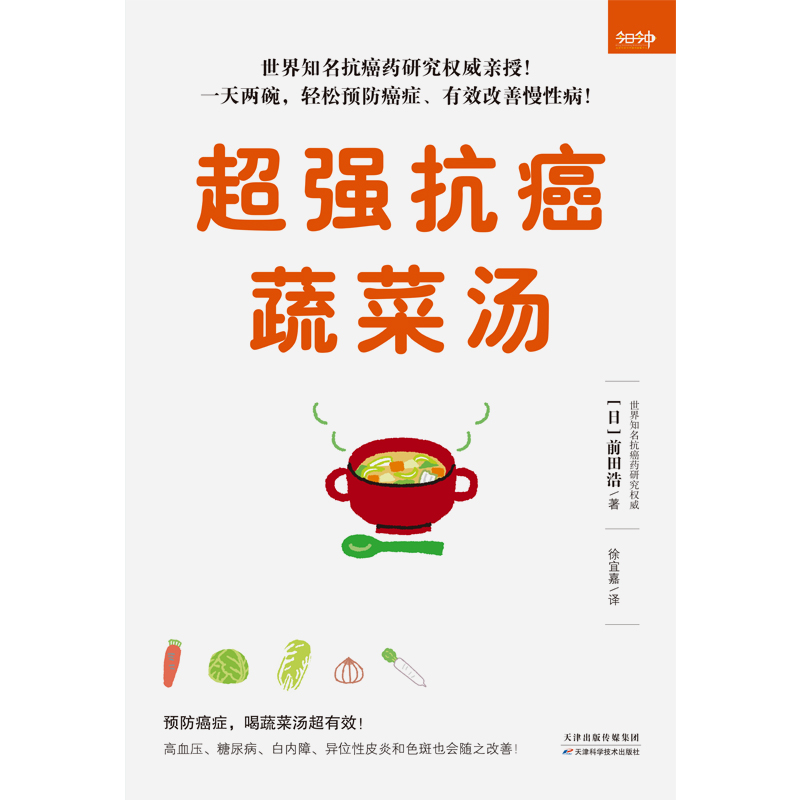 今日今中
世界知名抗癌药研究权威亲授！
一天两碗，轻松预防癌症、有效改善慢性病！
超强抗癌
蔬菜汤
世界知名抗癌药研究权威
[日]前田浩/著
徐宜嘉/译
预防癌症，喝蔬菜汤超有效！
高血压、糖尿病、白内障、异位性皮炎和色斑也会随之改善！
天津出版传媒集团
天津科学技术出版社